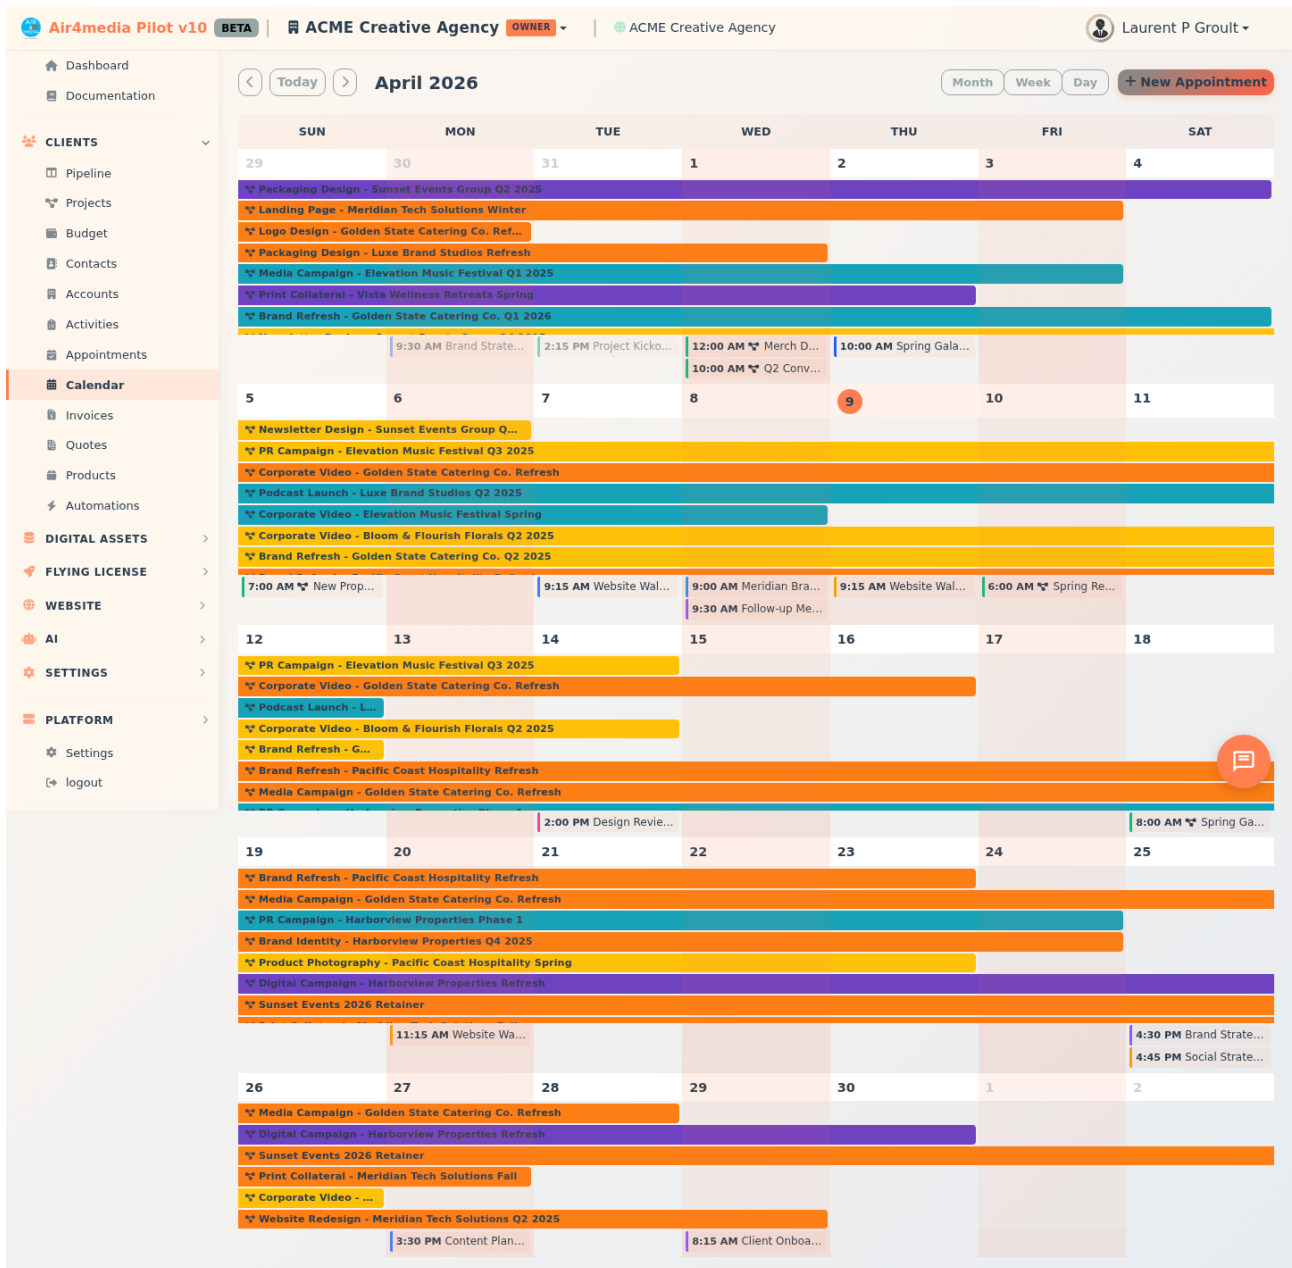 Air4media Pilot v10 BETA ACME Creative Agency OWNER ACME Creative Agency Laurent P Groult
Dashboard
Documentation
CLIENTS
Pipeline
Projects
Budget
Contacts
Accounts
Activities
Appointments
Calendar
Invoices
Quotes
Products
Automations
DIGITAL ASSETS
FLYING LICENSE
WEBSITE
AI
SETTINGS
PLATFORM
Settings
logout
Today April 2026 Month Week Day + New Appointment
SUN MON TUE WED THU FRI SAT
29 30 31 1 2 3 4
Packaging Design - Sunset Events Group Q2 2025
Landing Page - Meridian Tech Solutions Winter
Logo Design - Golden State Catering Co. Ref...
Packaging Design - Luxe Brand Studios Refresh
Media Campaign - Elevation Music Festival Q1 2025
Print Collateral - Vista Wellness Retreats Spring
Brand Refresh - Golden State Catering Co. Q1 2026
9:30 AM Brand Strate... 2:15 PM Project Kicko... 12:00 AM Merch D... 10:00 AM Spring Gala...
10:00 AM Q2 Conv...
5 6 7 8 9 10 11
Newsletter Design - Sunset Events Group Q...
PR Campaign - Elevation Music Festival Q3 2025
Corporate Video - Golden State Catering Co. Refresh
Podcast Launch - Luxe Brand Studios Q2 2025
Corporate Video - Elevation Music Festival Spring
Corporate Video - Bloom & Flourish Florals Q2 2025
Brand Refresh - Golden State Catering Co. Q2 2025
7:00 AM New Prop... 9:15 AM Website Wal... 9:00 AM Meridian Bra... 9:15 AM Website Wal... 6:00 AM Spring Re...
9:30 AM Follow-up Me...
12 13 14 15 16 17 18
PR Campaign - Elevation Music Festival Q3 2025
Corporate Video - Golden State Catering Co. Refresh
Podcast Launch - L...
Corporate Video - Bloom & Flourish Florals Q2 2025
Brand Refresh - G...
Brand Refresh - Pacific Coast Hospitality Refresh
Media Campaign - Golden State Catering Co. Refresh
2:00 PM Design Revie... 8:00 AM Spring Ga...
19 20 21 22 23 24 25
Brand Refresh - Pacific Coast Hospitality Refresh
Media Campaign - Golden State Catering Co. Refresh
PR Campaign - Harborview Properties Phase 1
Brand Identity - Harborview Properties Q4 2025
Product Photography - Pacific Coast Hospitality Spring
Digital Campaign - Harborview Properties Refresh
Sunset Events 2026 Retainer
11:15 AM Website Wa... 4:30 PM Brand Strate...
4:45 PM Social Strate...
26 27 28 29 30 1 2
Media Campaign - Golden State Catering Co. Refresh
Digital Campaign - Harborview Properties Refresh
Sunset Events 2026 Retainer
Print Collateral - Meridian Tech Solutions Fall
Corporate Video - ...
Website Redesign - Meridian Tech Solutions Q2 2025
3:30 PM Content Plan... 8:15 AM Client Onboa...